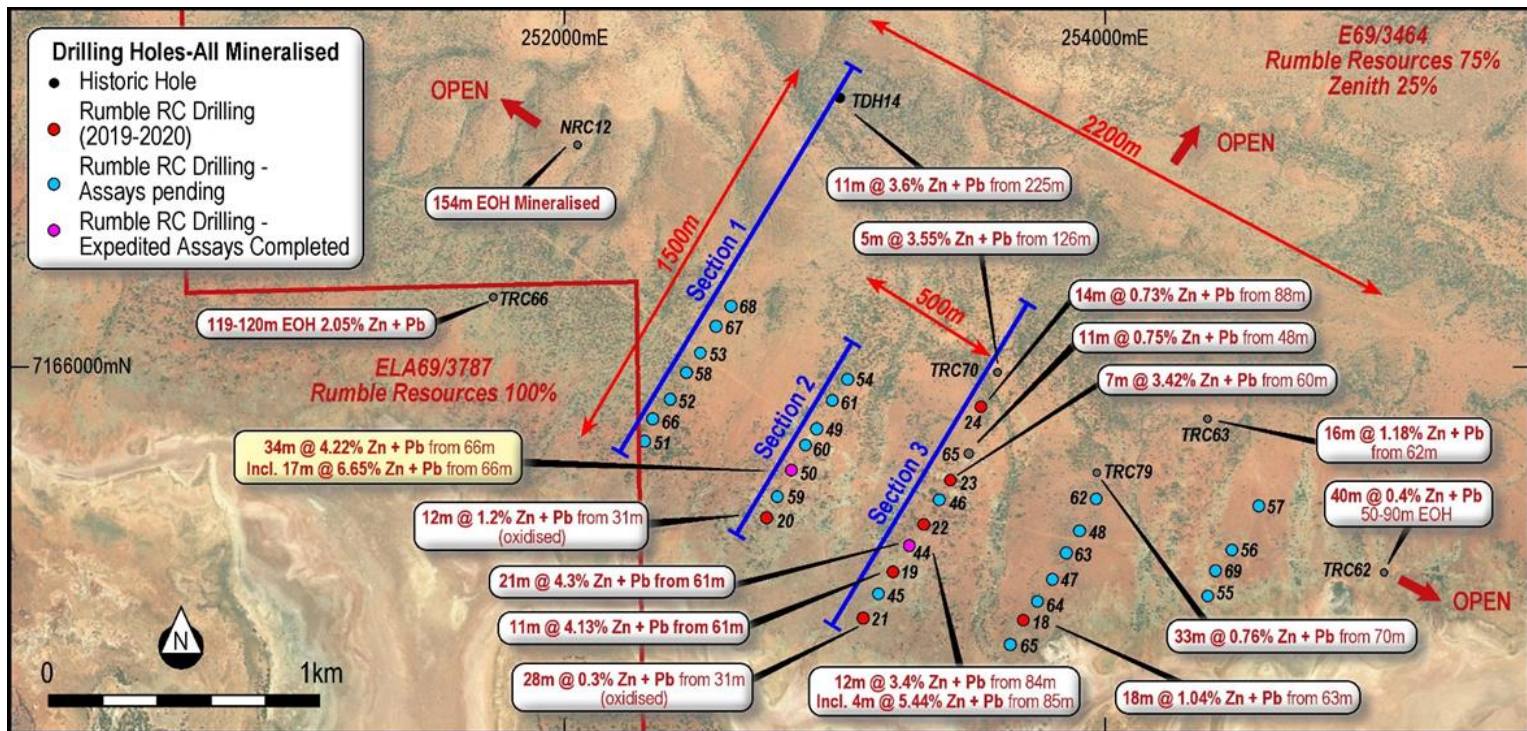 Drilling Holes-All Mineralised
Historic Hole
Rumble RC Drilling
(2019-2020)
Rumble RC Drilling -
Assays pending
Rumble RC Drilling -
Expedited Assays Completed
252000mE
254000mE
E69/3464
Rumble Resources 75%
Zenith 25%
OPEN
NRC12
154m EOH Mineralised
TDH14
2200m
OPEN
11m @ 3.6% Zn + Pb from 225m
1500m
Section 1
5m @ 3.55% Zn + Pb from 126m
TRC66
119-120m EOH 2.05% Zn + Pb
68
67
53
58
52
66
51
500m
14m @ 0.73% Zn + Pb from 88m
11m @ 0.75% Zn + Pb from 48m
7m @ 3.42% Zn + Pb from 60m
7166000mN
ELA69/3787
Rumble Resources 100%
Section 2
54
61
49
60
50
59
20
TRC70
24
65
23
46
22
44
19
45
21
Section 3
34m @ 4.22% Zn + Pb from 66m
Incl. 17m @ 6.65% Zn + Pb from 66m
12m @ 1.2% Zn + Pb from 31m
(oxidised)
21m @ 4.3% Zn + Pb from 61m
11m @ 4.13% Zn + Pb from 61m
28m @ 0.3% Zn + Pb from 31m
(oxidised)
TRC63
16m @ 1.18% Zn + Pb
from 62m
TRC79
62
48
63
47
64
18
65
57
56
69
55
40m @ 0.4% Zn + Pb
50-90m EOH
TRC62
OPEN
33m @ 0.76% Zn + Pb from 70m
12m @ 3.4% Zn + Pb from 84m
Incl. 4m @ 5.44% Zn + Pb from 85m
18m @ 1.04% Zn + Pb from 63m
N
0
1km